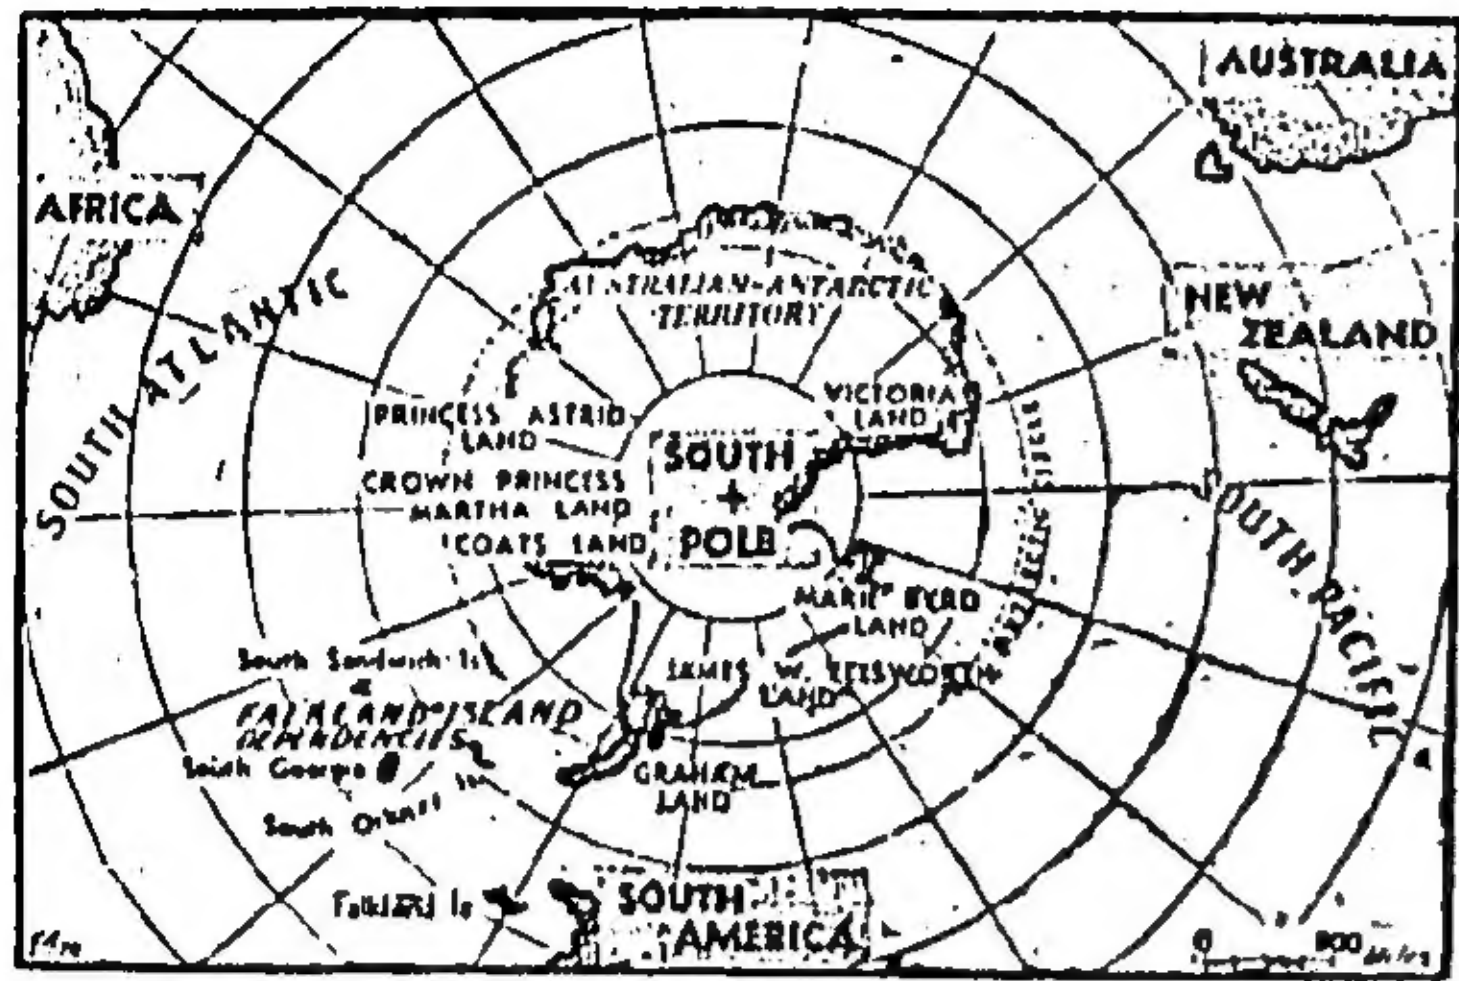 AUSTRALIA
AFRICA
SOUTH ATLANTIC
AUSTRALIAN-ANTARCTIC
TERRITORY
NEW
ZEALAND
PRINCESS ASTRID
LAND
VICTORIA
LAND
SOUTH
POLE
CROWN PRINCESS
MARTHA LAND
COATS LAND
SOUTH PACIFIC
MARIE BYRD
LAND
JAMES W. ELLSWORTH
LAND
South Sandwich Is
FALKLAND ISLAND
DEPENDENCIES
South Georgia
South Orkney Is
GRAHAM
LAND
Falkland Is
SOUTH
AMERICA
0 800 Miles